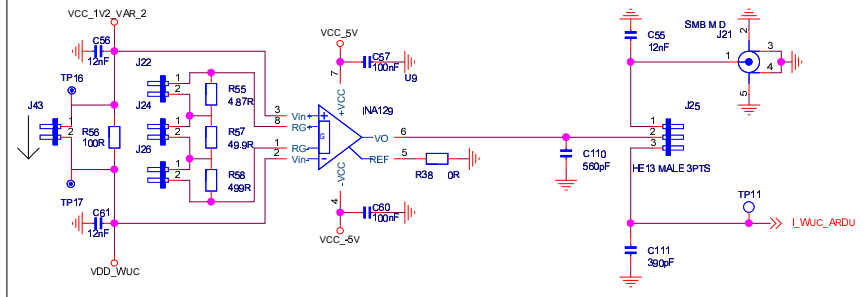 VCC_1V2_VAR_2
C56
12nF
TP16
J43
1
2
R56
100R
TP17
C61
12nF
VDD_WUC
J22
1
2
J24
1
2
J26
1
2
R55
4.87R
R57
49.9R
R58
499R
VCC_5V
C57
100nF
U9
7
+VCC
INA129
3
Vin+
8
RG+
1
RG-
2
Vin-
G
VO
6
REF
5
-VCC
4
C60
100nF
VCC_-5V
R38
0R
C110
560pF
C55
12nF
SMB M D
J21
1
2
3
4
5
J25
1
2
3
HE13 MALE 3PTS
TP11
I_WUC_ARDU
C111
390pF